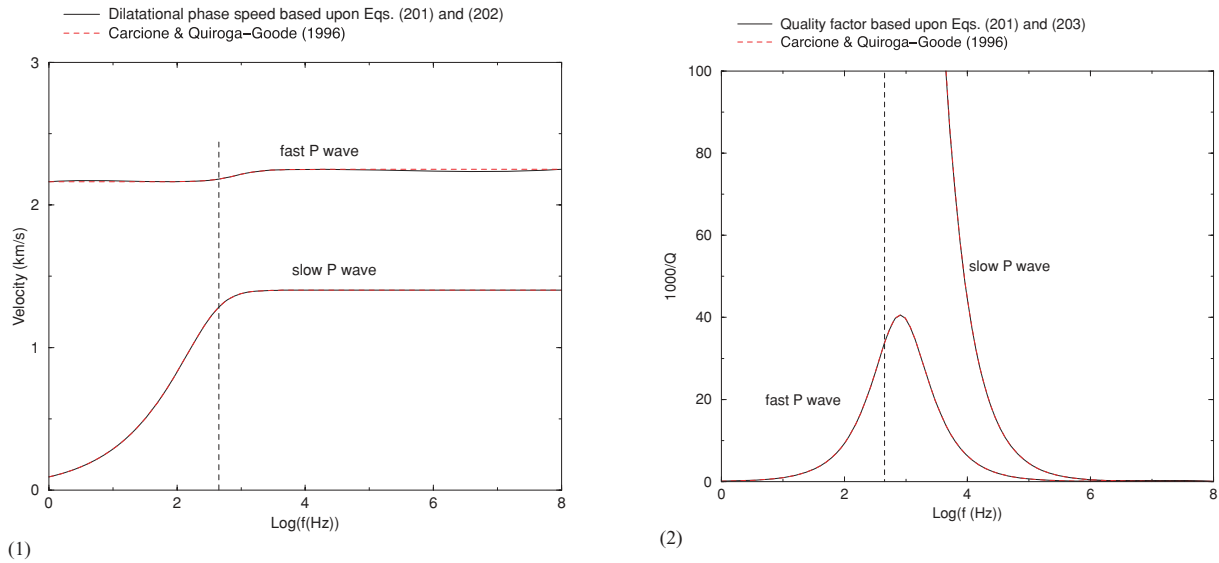 Dilatational phase speed based upon Eqs. (201) and (202)
Carcione & Quiroga–Goode (1996)
3
2
1
0
Velocity (km/s)
fast P wave
slow P wave
0
2
4
6
8
Log(f(Hz))
(1)
Quality factor based upon Eqs. (201) and (203)
Carcione & Quiroga–Goode (1996)
100
80
60
40
20
0
1000/Q
slow P wave
fast P wave
0
2
4
6
8
Log(f (Hz))
(2)